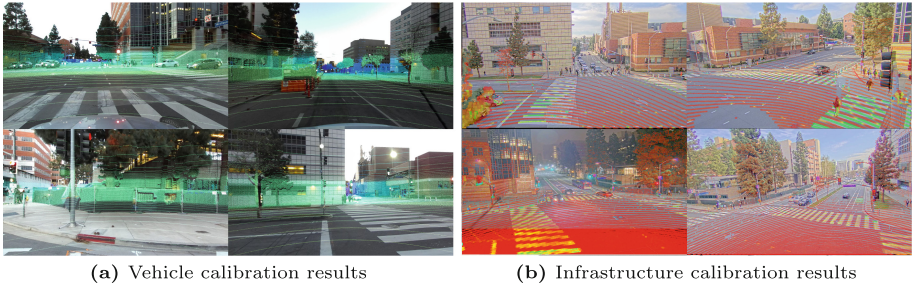 (a) Vehicle calibration results
(b) Infrastructure calibration results